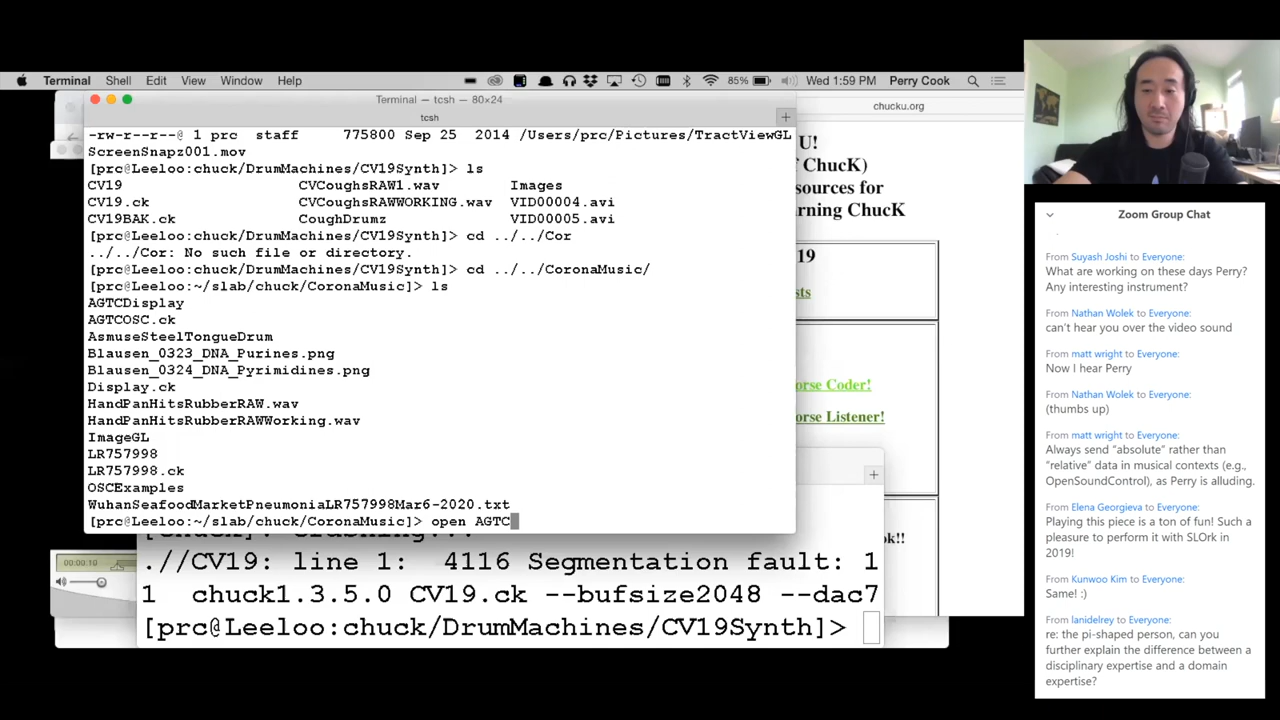 Terminal Shell Edit View Window Help 85% Wed 1:59 PM Perry Cook
Terminal — tcsh — 80×24
tcsh
-rw-r--r--@ 1 prc staff 775800 Sep 25 2014 /Users/prc/Pictures/TractViewGL
ScreenSnapz001.mov
[prc@Leeloo:chuck/DrumMachines/CV19Synth]> ls
CV19 CVCoughsRAW1.wav Images
CV19.ck CVCoughsRAWWORKING.wav VID00004.avi
CV19BAK.ck CoughDrumz VID00005.avi
[prc@Leeloo:chuck/DrumMachines/CV19Synth]> cd ../../Cor
../../Cor: No such file or directory.
[prc@Leeloo:chuck/DrumMachines/CV19Synth]> cd ../../CoronaMusic/
[prc@Leeloo:~/slab/chuck/CoronaMusic]> ls
AGTCDisplay
AGTCOSC.ck
AsmuseSteelTongueDrum
Blausen_0323_DNA_Purines.png
Blausen_0324_DNA_Pyrimidines.png
Display.ck
HandPanHitsRubberRAW.wav
HandPanHitsRubberRAWWorking.wav
ImageGL
LR757998
LR757998.ck
OSCExamples
WuhanSeafoodMarketPneumoniaLR757998Mar6-2020.txt
[prc@Leeloo:~/slab/chuck/CoronaMusic]> open AGTC
.//CV19: line 1: 4116 Segmentation fault: 1
1 chuck1.3.5.0 CV19.ck --bufsize2048 --dac7
[prc@Leeloo:chuck/DrumMachines/CV19Synth]>
00:00:10
chucku.org
U!
f ChucK)
sources for
rning ChucK
19
sts
orse Coder!
orse Listener!
ok!!
Zoom Group Chat
From Suyash Joshi to Everyone:
What are working on these days Perry?
Any interesting instrument?
From Nathan Wolek to Everyone:
can't hear you over the video sound
From matt wright to Everyone:
Now I hear Perry
From Nathan Wolek to Everyone:
(thumbs up)
From matt wright to Everyone:
Always send “absolute” rather than
“relative” data in musical contexts (e.g.,
OpenSoundControl), as Perry is alluding.
From Elena Georgieva to Everyone:
Playing this piece is a ton of fun! Such a
pleasure to perform it with SLOrk in
2019!
From Kunwoo Kim to Everyone:
Same! :)
From lanidelrey to Everyone:
re: the pi-shaped person, can you
further explain the difference between a
disciplinary expertise and a domain
expertise?